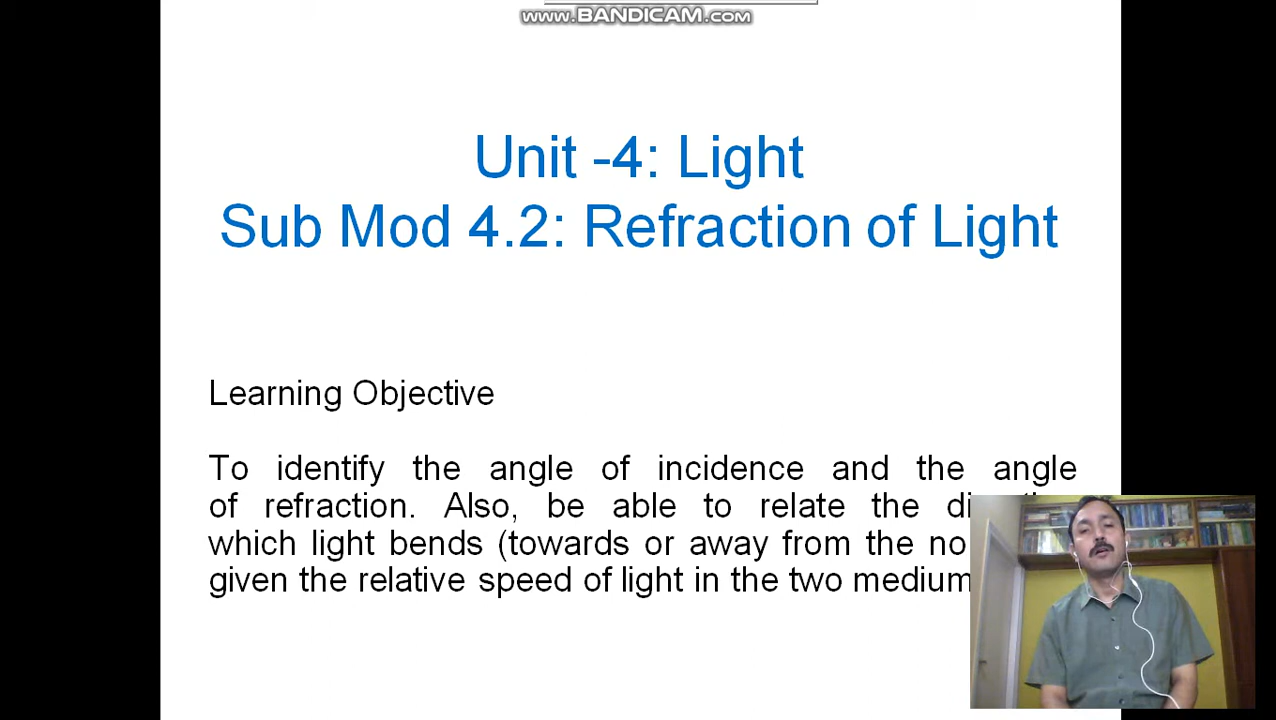 www.BANDICAM.com
Unit -4: Light
Sub Mod 4.2: Refraction of Light
Learning Objective
To identify the angle of incidence and the angle
of refraction. Also, be able to relate the
which light bends (towards or away from the
given the relative speed of light in the two medium